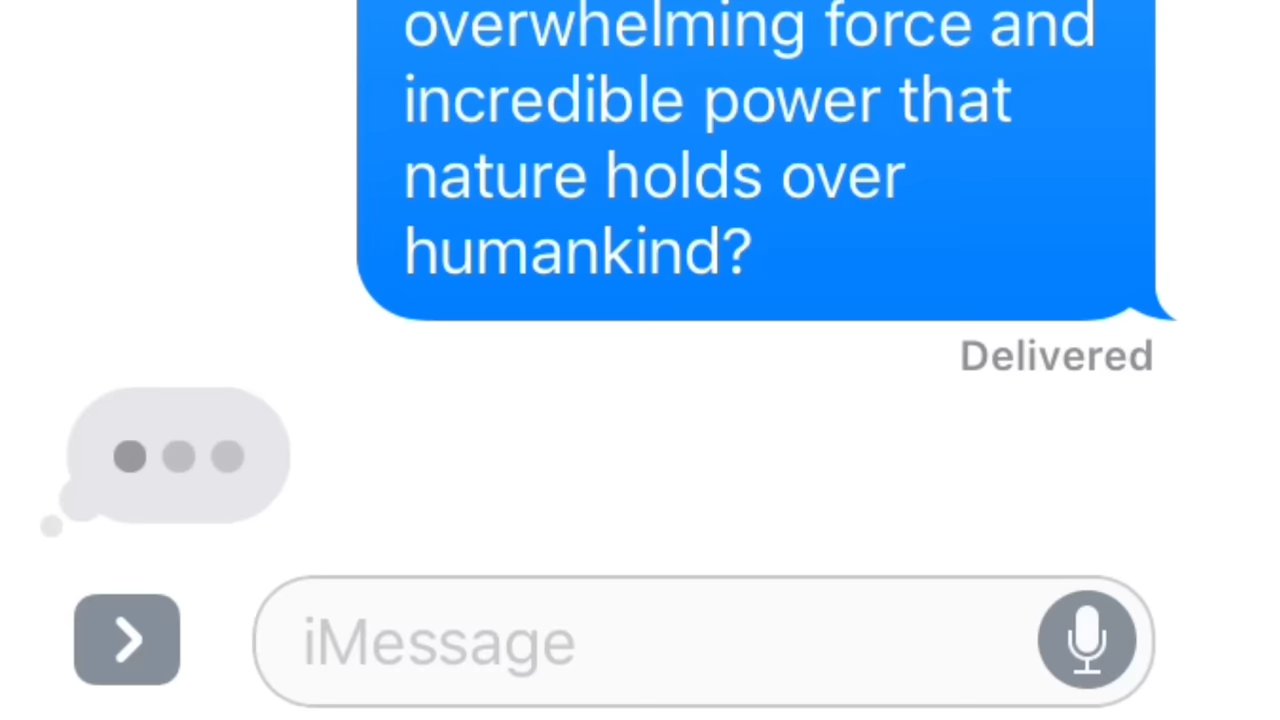 overwhelming force and
incredible power that
nature holds over
humankind?
Delivered
iMessage